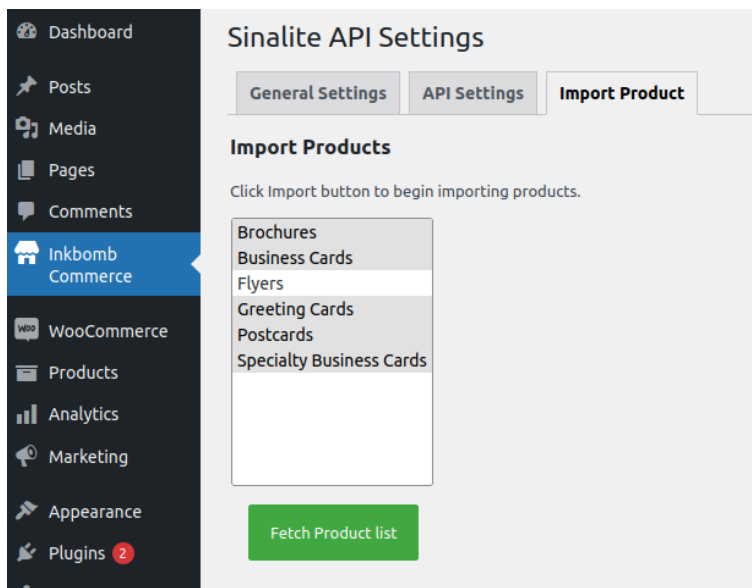 Dashboard
Posts
Media
Pages
Comments
Inkbomb
Commerce
Woo WooCommerce
Products
Analytics
Marketing
Appearance
Plugins 2
Sinalite API Settings
General Settings API Settings Import Product
Import Products
Click Import button to begin importing products.
Brochures
Business Cards
Flyers
Greeting Cards
Postcards
Specialty Business Cards
Fetch Product list